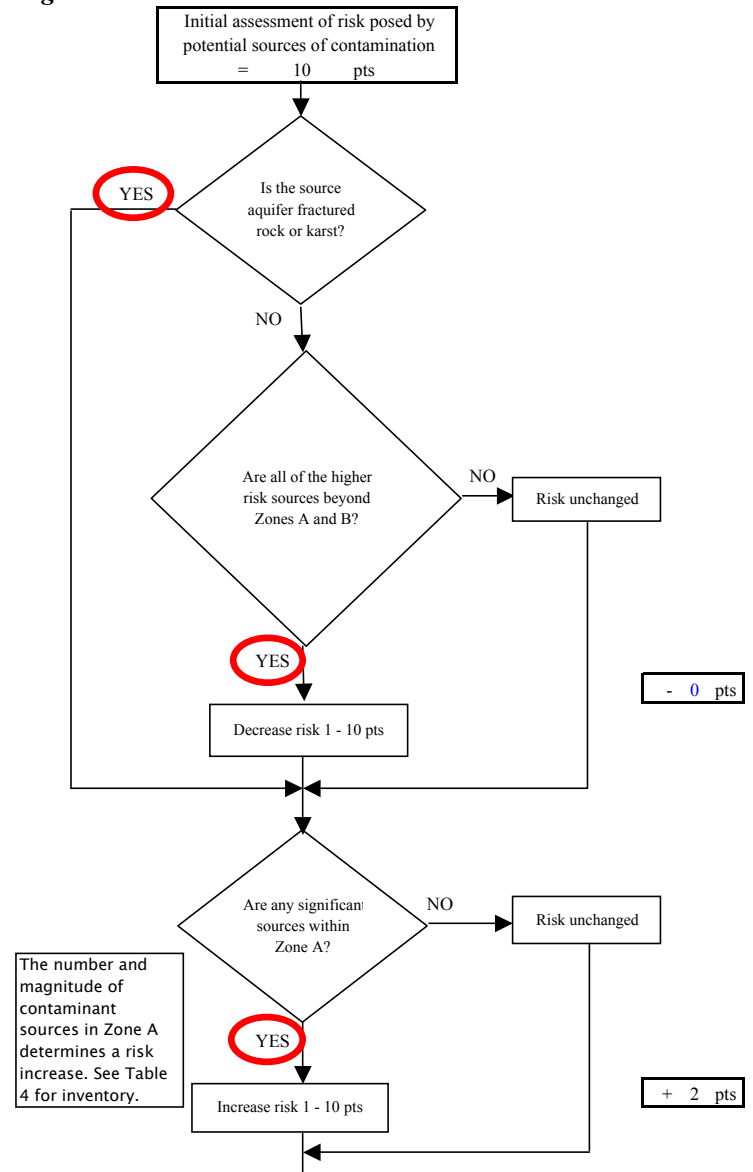 Initial assessment of risk posed by
potential sources of contamination
= 10 pts
YES
Is the source
aquifer fractured
rock or karst?
NO
Are all of the higher
risk sources beyond
Zones A and B?
NO
Risk unchanged
YES
- 0 pts
Decrease risk 1 - 10 pts
Are any significant
sources within
Zone A?
NO
Risk unchanged
The number and
magnitude of
contaminant
sources in Zone A
determines a risk
increase. See Table
4 for inventory.
YES
Increase risk 1 - 10 pts
+ 2 pts